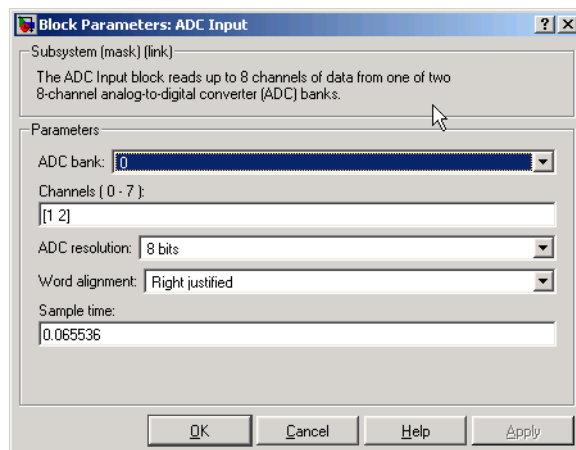 Block Parameters: ADC Input
Subsystem (mask) (link)
The ADC Input block reads up to 8 channels of data from one of two
8-channel analog-to-digital converter (ADC) banks.
Parameters
ADC bank: 0
Channels ( 0 - 7 ):
[1 2]
ADC resolution: 8 bits
Word alignment: Right justified
Sample time:
0.065536
OK Cancel Help Apply